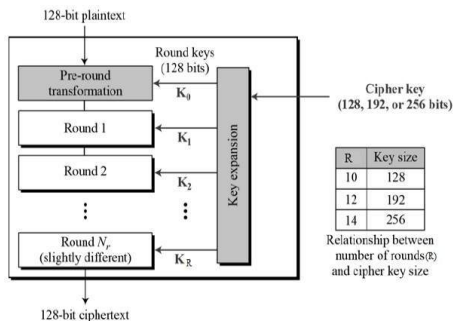 128-bit plaintext
Round keys
(128 bits)
Pre-round
transformation
K0
Cipher key
(128, 192, or 256 bits)
Round 1
K1
Key expansion
Round 2
K2
R Key size
10 128
12 192
14 256
Relationship between
number of rounds(R)
and cipher key size
Round Nr
(slightly different)
KR
128-bit ciphertext